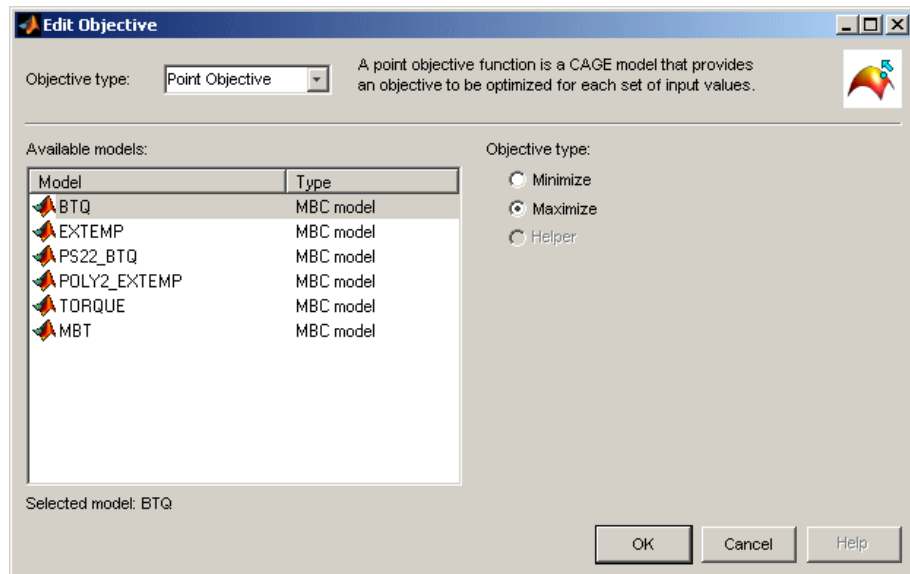 Edit Objective
Objective type: Point Objective
A point objective function is a CAGE model that provides
an objective to be optimized for each set of input values.
Available models:
Model Type
BTQ MBC model
EXTEMP MBC model
PS22_BTQ MBC model
POLY2_EXTEMP MBC model
TORQUE MBC model
MBT MBC model
Selected model: BTQ
Objective type:
Minimize
Maximize
Helper
OK Cancel Help